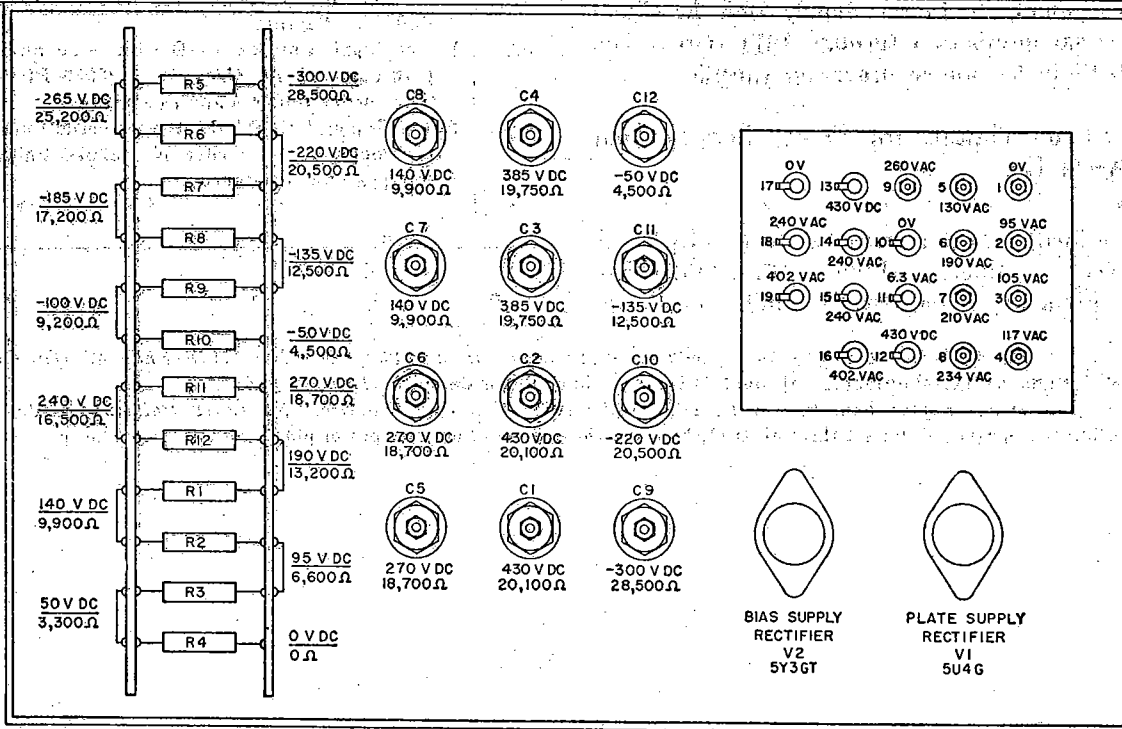 R5
-300 V DC
28,500Ω
-265 V DC
25,200Ω
R6
-220 V DC
20,500Ω
R7
-185 V DC
17,200Ω
R8
-135 V DC
12,500Ω
R9
-100 V DC
9,200Ω
R10
-50 V DC
4,500Ω
R11
270 V DC
18,700Ω
240 V DC
16,500Ω
R12
190 V DC
13,200Ω
R1
140 V DC
9,900Ω
R2
95 V DC
6,600Ω
R3
50 V DC
3,300Ω
R4
0 V DC
0Ω
C8
140 V DC
9,900Ω
C4
385 V DC
19,750Ω
C12
-50 V DC
4,500Ω
C7
140 V DC
9,900Ω
C3
385 V DC
19,750Ω
C11
-135 V DC
12,500Ω
C6
270 V DC
18,700Ω
C2
430 VDC
20,100Ω
C10
-220 V DC
20,500Ω
C5
270 V DC
18,700Ω
C1
430 V DC
20,100Ω
C9
-300 V DC
28,500Ω
0V
17
13
430 VDC
260 VAC
9
5
130VAC
0V
1
240 VAC
18
14
240 VAC
0V
10
6
190 VAC
95 VAC
2
402 VAC
19
15
240 VAC
6.3 VAC
11
7
210 VAC
105 VAC
3
16
402 VAC
430 VDC
12
8
234 VAC
117 VAC
4
BIAS SUPPLY
RECTIFIER
V2
5Y3GT
PLATE SUPPLY
RECTIFIER
V1
5U4G